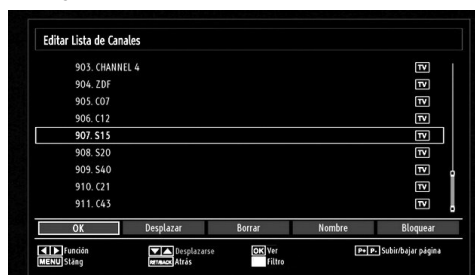 Editar Lista de Canales
903. CHANNEL 4 TV
904. ZDF TV
905. C07 TV
906. C12 TV
907. S15 TV
908. S20 TV
909. S40 TV
910. C21 TV
911. C43 TV
OK Desplazar Borrar Nombre Bloquear
Función Desplazarse OK Ver P+ P- Subir/bajar página
MENU Stäng RET/BACK Atrás Filtro